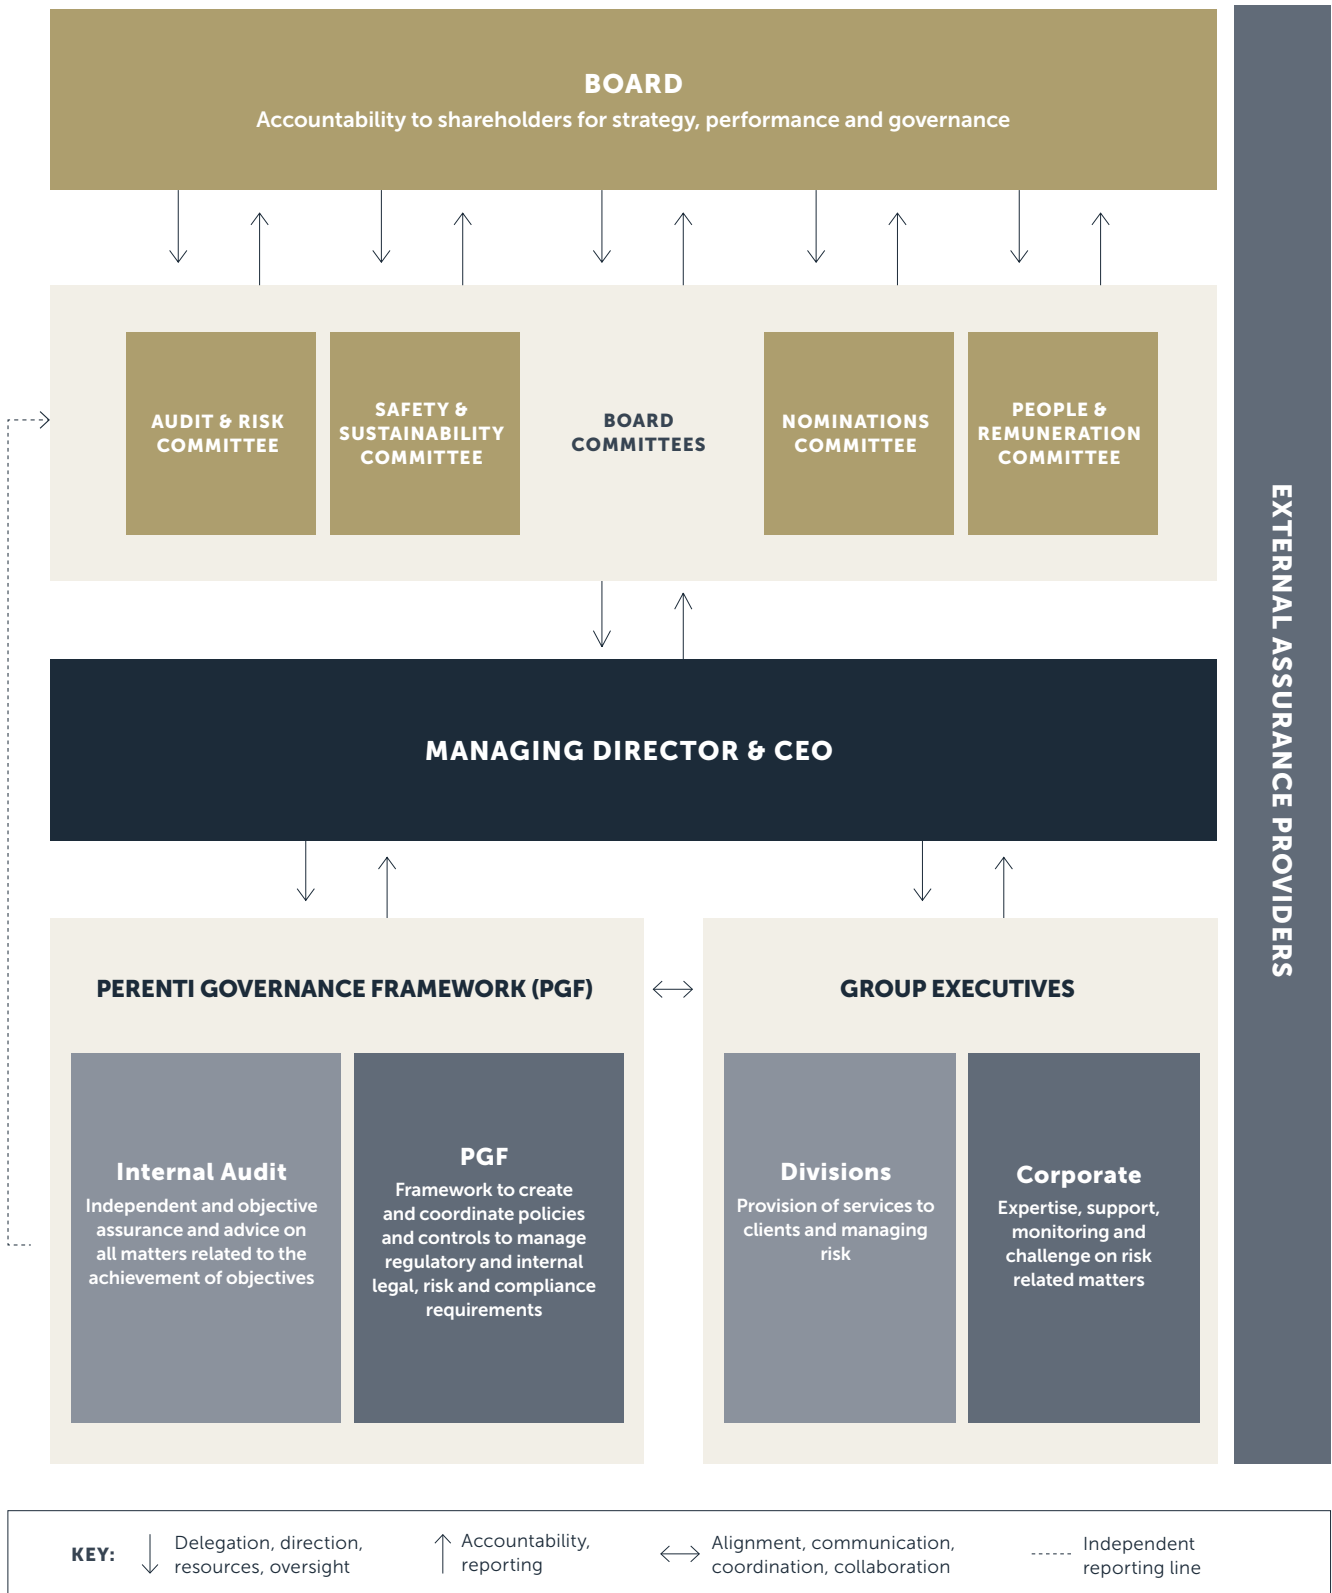 BOARD
Accountability to shareholders for strategy, performance and governance
AUDIT & RISK
COMMITTEE
SAFETY &
SUSTAINABILITY
COMMITTEE
BOARD
COMMITTEES
NOMINATIONS
COMMITTEE
PEOPLE &
REMUNERATION
COMMITTEE
MANAGING DIRECTOR & CEO
PERENTI GOVERNANCE FRAMEWORK (PGF)
Internal Audit
Independent and objective
assurance and advice on
all matters related to the
achievement of objectives
PGF
Framework to create
and coordinate policies
and controls to manage
regulatory and internal
legal, risk and compliance
requirements
GROUP EXECUTIVES
Divisions
Provision of services to
clients and managing
risk
Corporate
Expertise, support,
monitoring and
challenge on risk
related matters
EXTERNAL ASSURANCE PROVIDERS
KEY:
Delegation, direction,
resources, oversight
Accountability,
reporting
Alignment, communication,
coordination, collaboration
Independent
reporting line